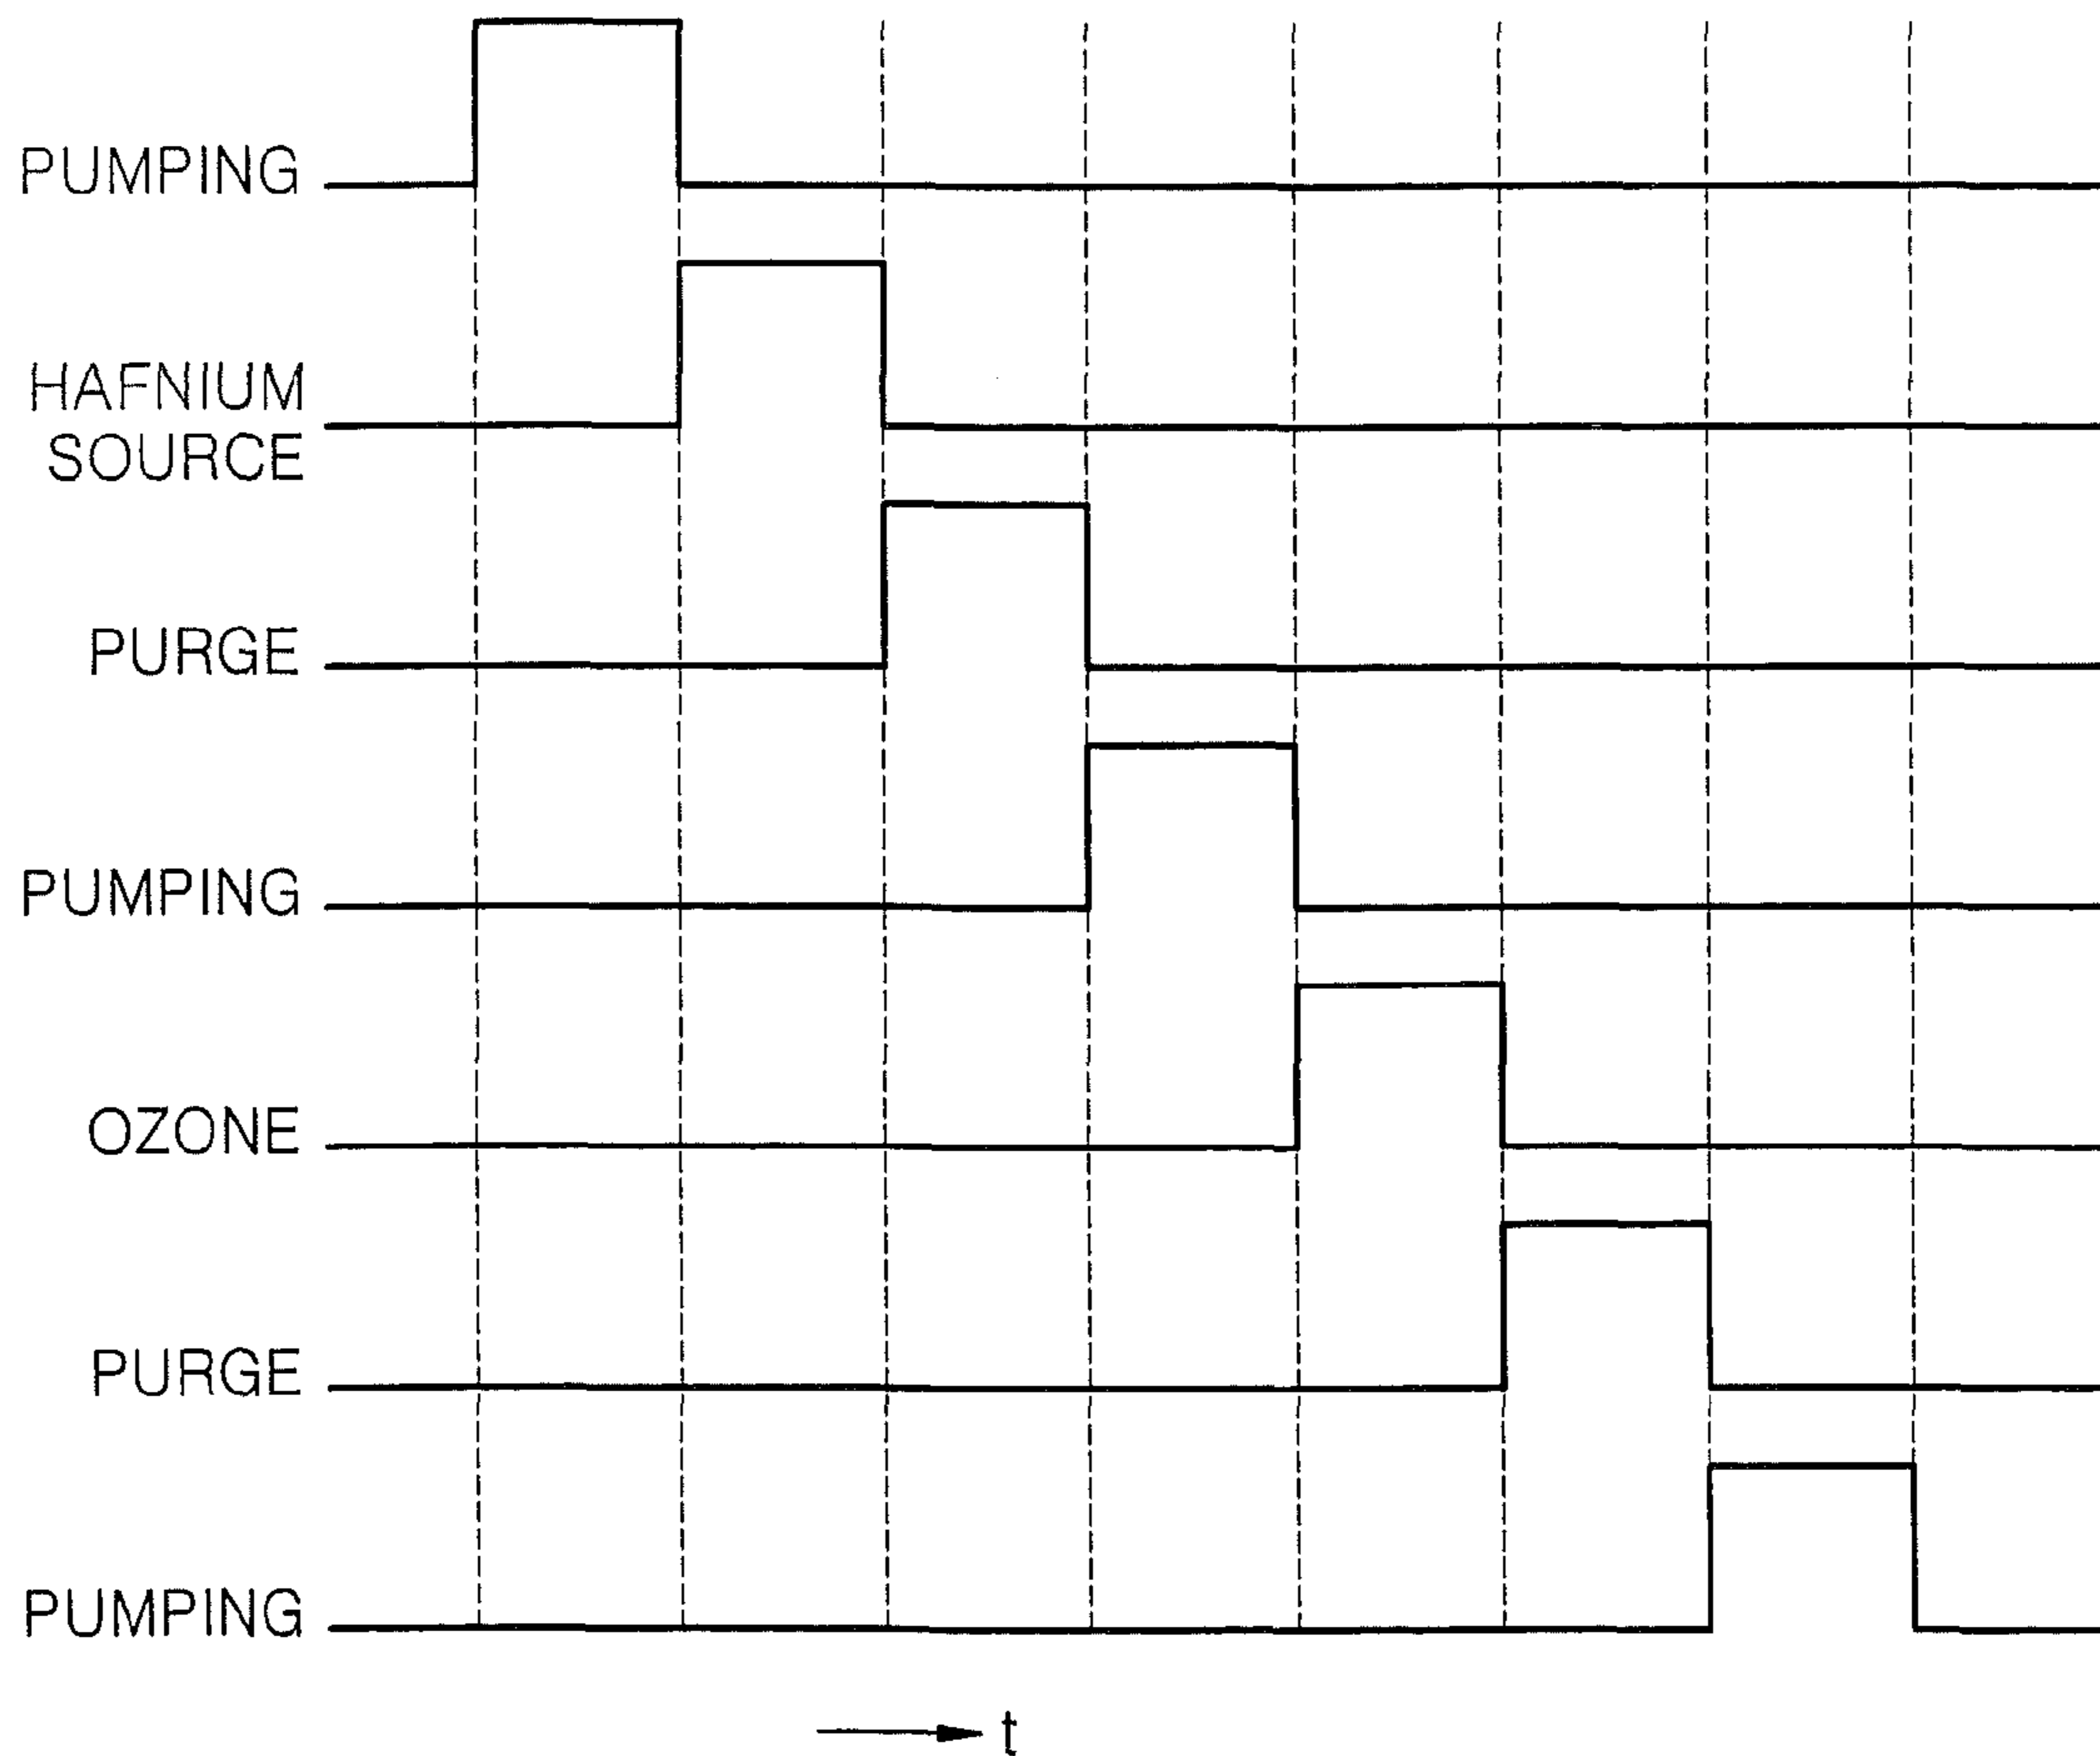 PUMPING
HAFNIUM
SOURCE
PURGE
PUMPING
OZONE
PURGE
PUMPING
t